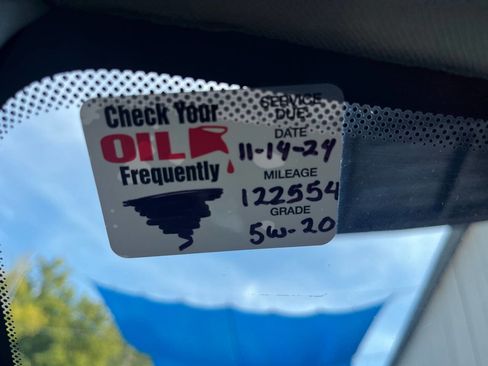 Check Your
OIL
Frequently
SERVICE
DUE
DATE
11-14-24
MILEAGE
122554
GRADE
5W-20